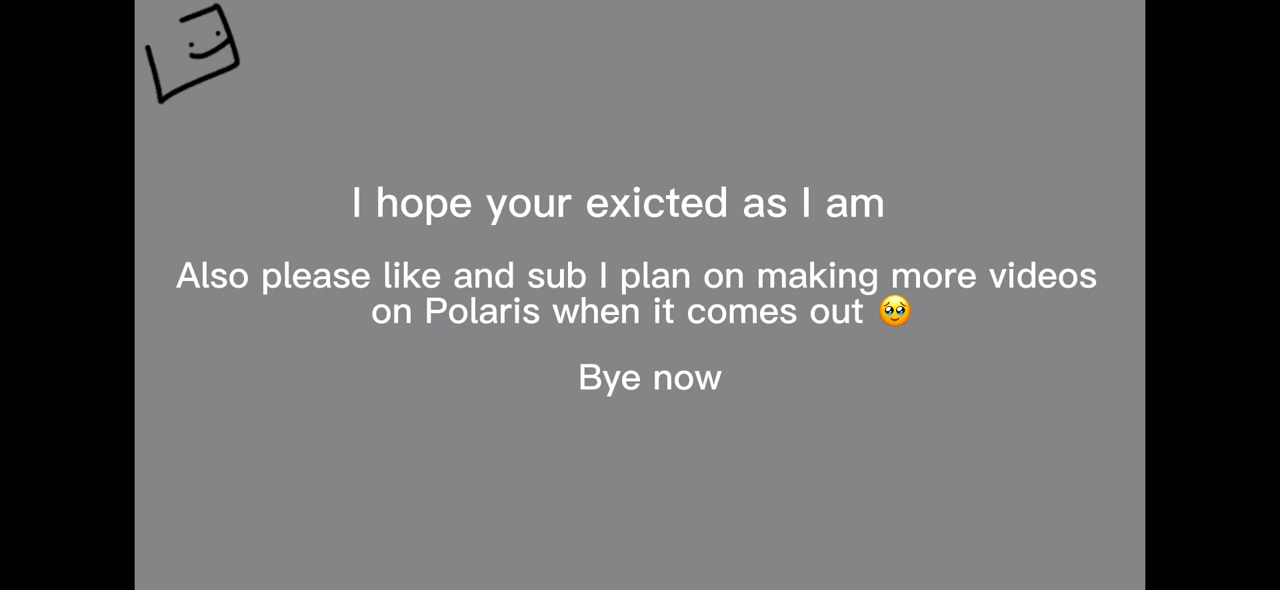 I hope your exicted as I am
Also please like and sub I plan on making more videos
on Polaris when it comes out 🥹
Bye now